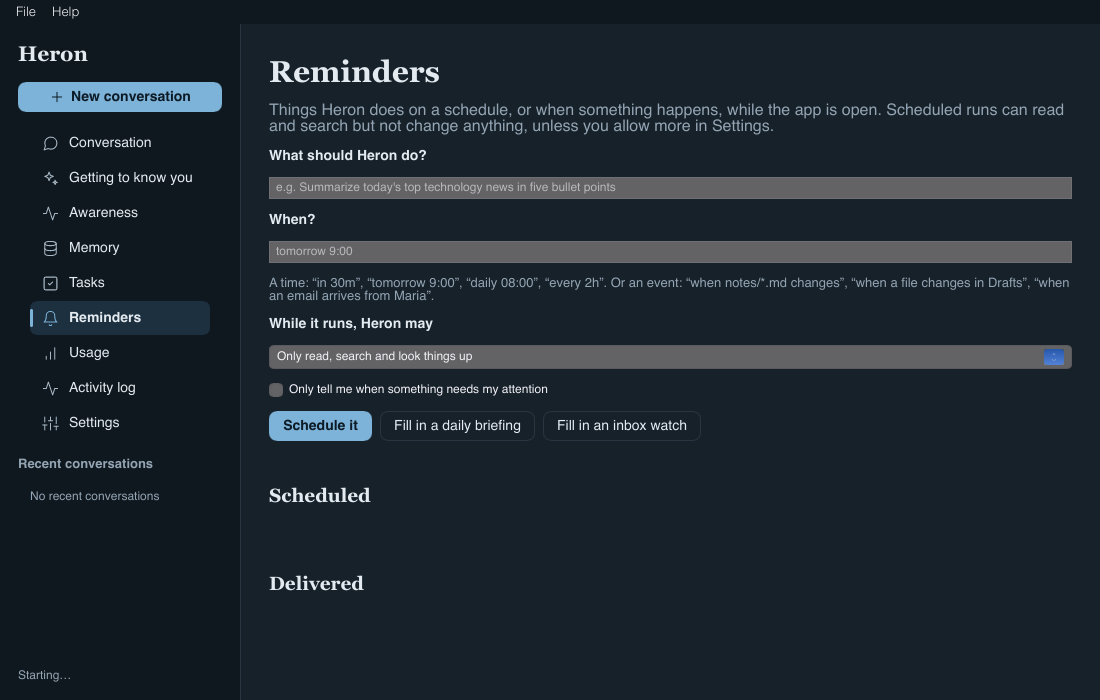 File Help
Heron
+ New conversation
Conversation
Getting to know you
Awareness
Memory
Tasks
Reminders
Usage
Activity log
Settings
Recent conversations
No recent conversations
Starting…
Reminders
Things Heron does on a schedule, or when something happens, while the app is open. Scheduled runs can read
and search but not change anything, unless you allow more in Settings.
What should Heron do?
e.g. Summarize today's top technology news in five bullet points
When?
tomorrow 9:00
A time: “in 30m”, “tomorrow 9:00”, “daily 08:00”, “every 2h”. Or an event: “when notes/*.md changes”, “when a file changes in Drafts”, “when
an email arrives from Maria”.
While it runs, Heron may
Only read, search and look things up
Only tell me when something needs my attention
Schedule it
Fill in a daily briefing
Fill in an inbox watch
Scheduled
Delivered